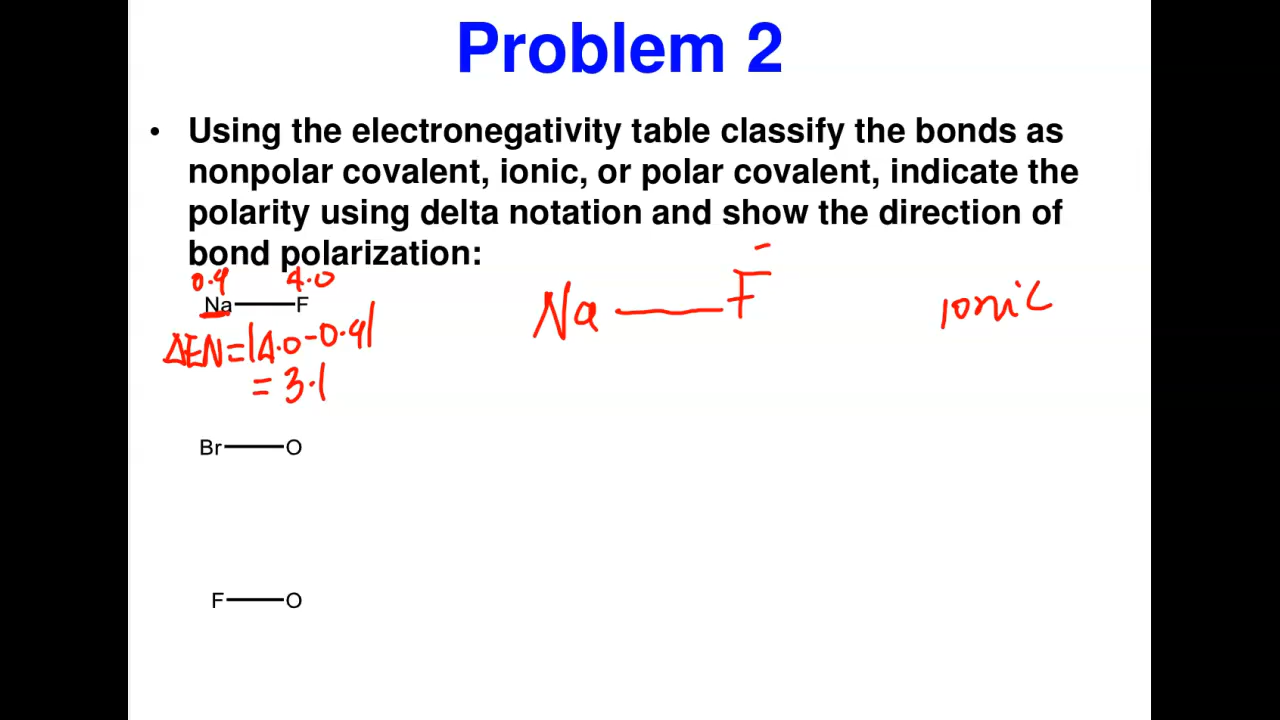 Problem 2
• Using the electronegativity table classify the bonds as
nonpolar covalent, ionic, or polar covalent, indicate the
polarity using delta notation and show the direction of
bond polarization:
0.9 4.0
Na—F
Na—F⁻
ionic
ΔEN=|4.0-0.9|
= 3.1
Br—O
F—O